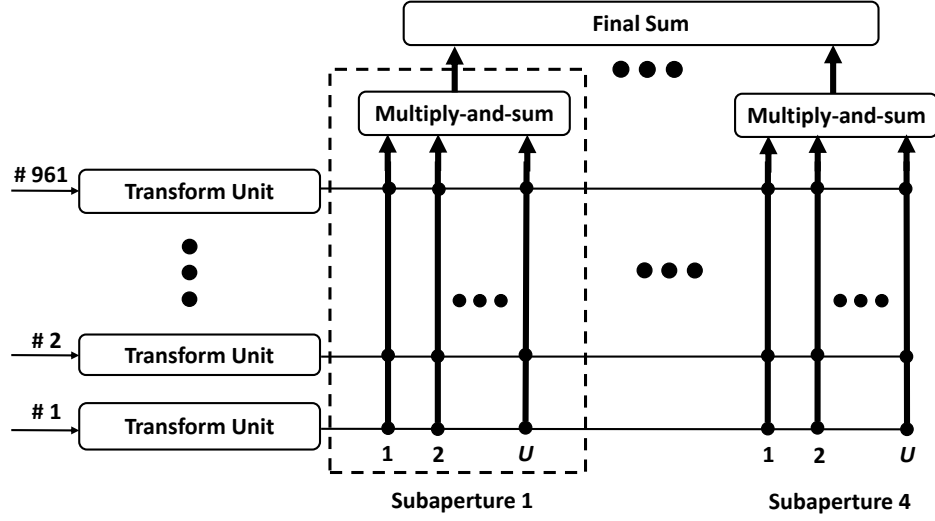 Final Sum
Multiply-and-sum
Multiply-and-sum
# 961
Transform Unit
# 2
Transform Unit
# 1
Transform Unit
1 2 U
1 2 U
Subaperture 1
Subaperture 4